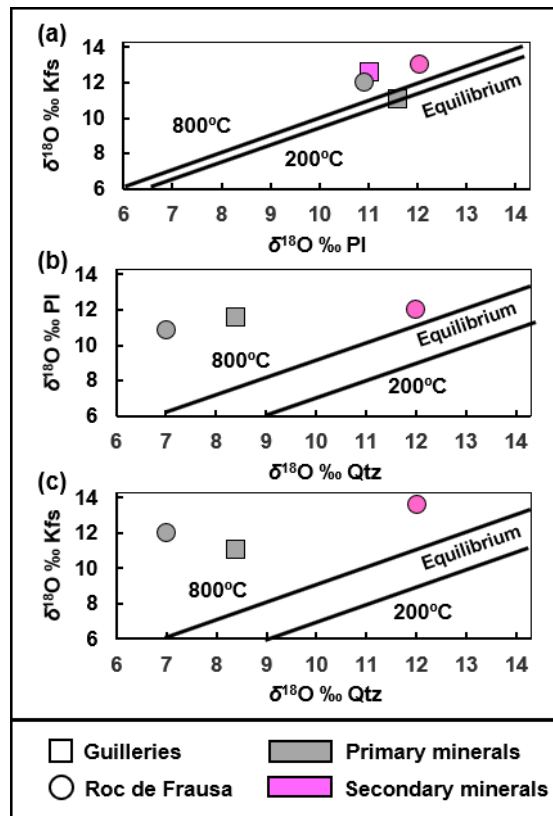 (a)
14
12
10
8
6
δ18O ‰ Kfs
800ºC
200ºC
Equilibrium
6 7 8 9 10 11 12 13 14
δ18O ‰ Pl
(b)
14
12
10
8
6
δ18O ‰ Pl
800ºC
200ºC
Equilibrium
6 7 8 9 10 11 12 13 14
δ18O ‰ Qtz
(c)
14
12
10
8
6
δ18O ‰ Kfs
800ºC
200ºC
Equilibrium
6 7 8 9 10 11 12 13 14
δ18O ‰ Qtz
Guilleries Primary minerals
Roc de Frausa Secondary minerals